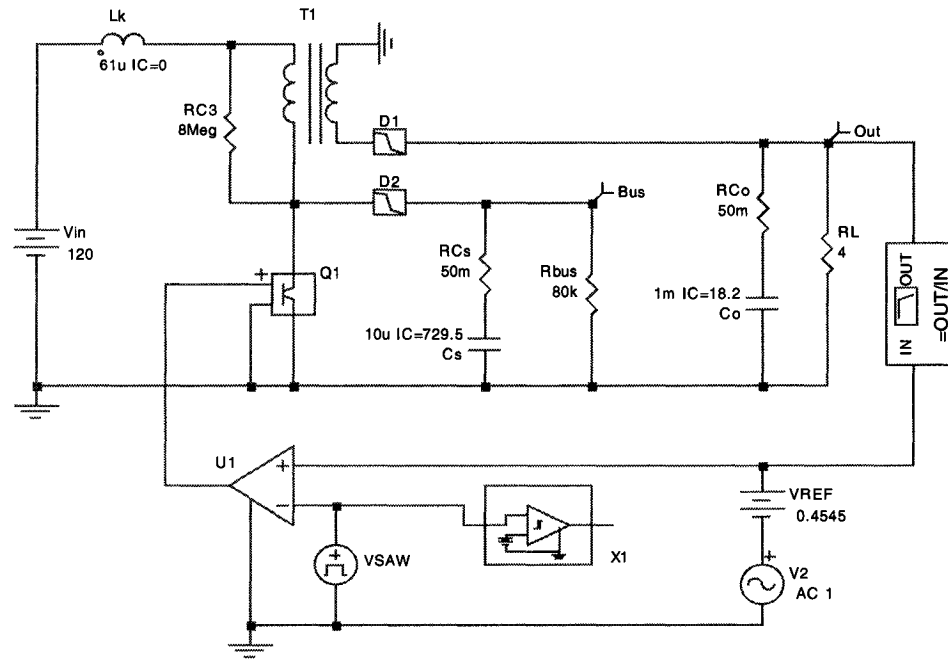 Lk
61u IC=0
T1
RC3
8Meg
D1
Out
D2
Bus
RCo
50m
RL
4
Vin
120
Q1
RCs
50m
Rbus
80k
1m IC=18.2
Co
10u IC=729.5
Cs
OUT
IN
=OUT/IN
U1
VSAW
X1
VREF
0.4545
V2
AC 1